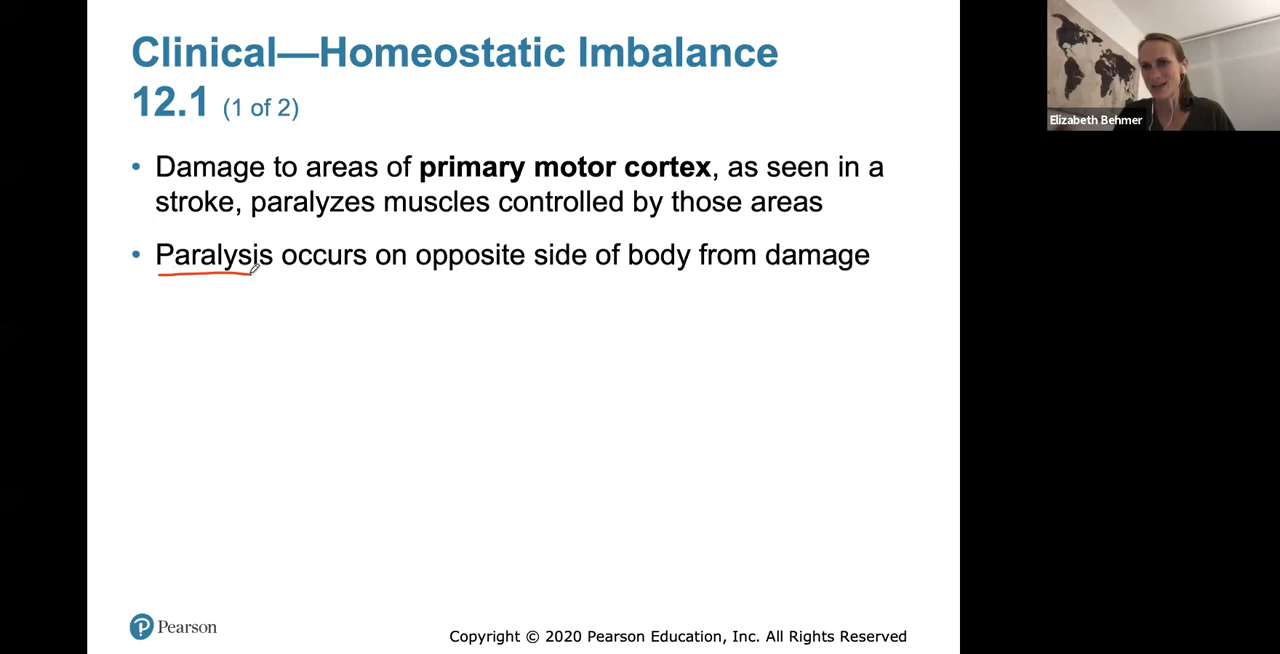 Clinical—Homeostatic Imbalance
12.1 (1 of 2)
• Damage to areas of primary motor cortex, as seen in a
stroke, paralyzes muscles controlled by those areas
• Paralysis occurs on opposite side of body from damage
Elizabeth Behmer
P Pearson
Copyright © 2020 Pearson Education, Inc. All Rights Reserved